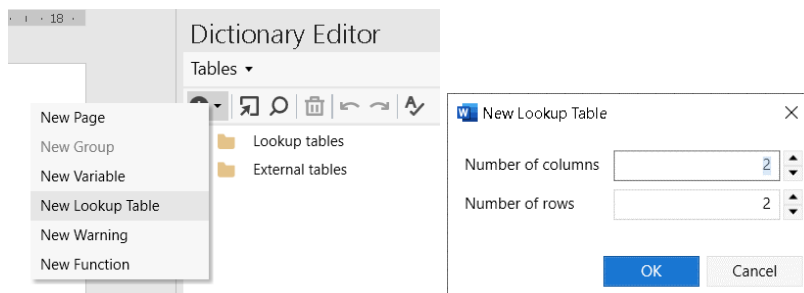 · ı · 18 ·
Dictionary Editor
Tables
New Page
New Group
New Variable
New Lookup Table
New Warning
New Function
Lookup tables
External tables
New Lookup Table
Number of columns 2
Number of rows 2
OK Cancel